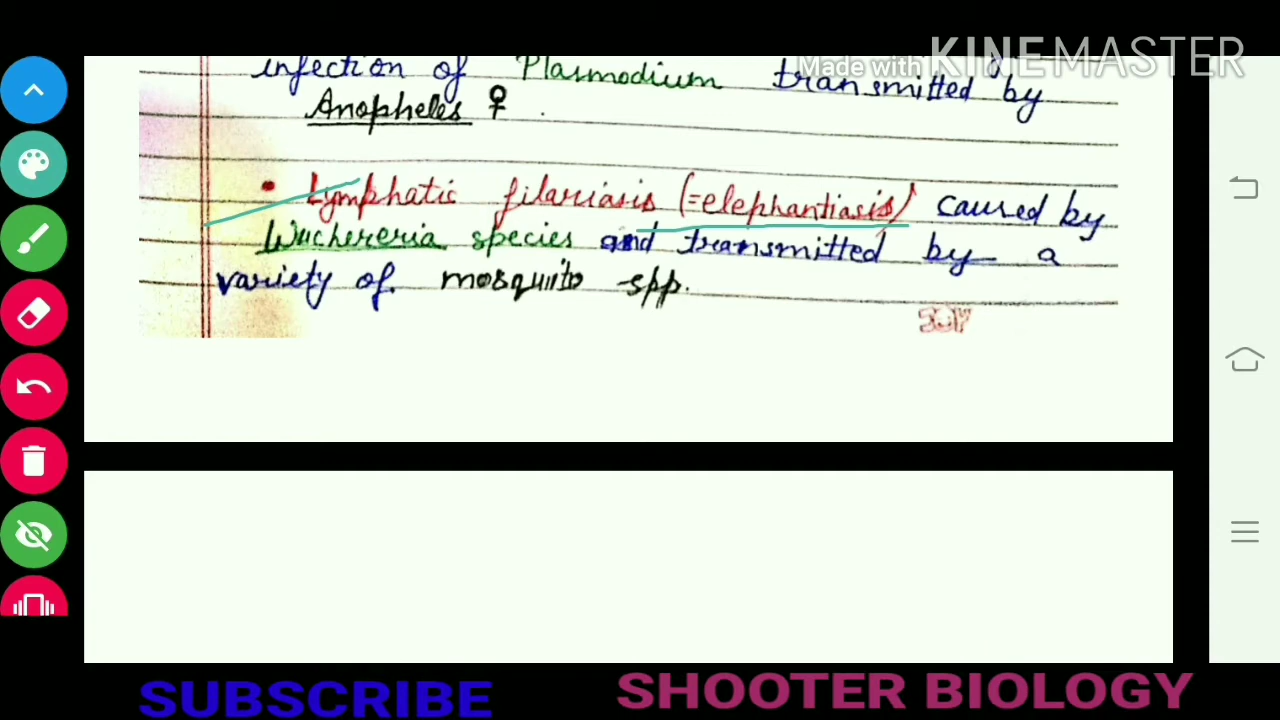 Made with KINEMASTER
infection of Plasmodium transmitted by
Anopheles ♀ .
• Lymphatic filariasis (=elephantiasis) caused by
Wuchereria species and transmitted by a
variety of mosquito spp.
JOY
SUBSCRIBE
SHOOTER BIOLOGY